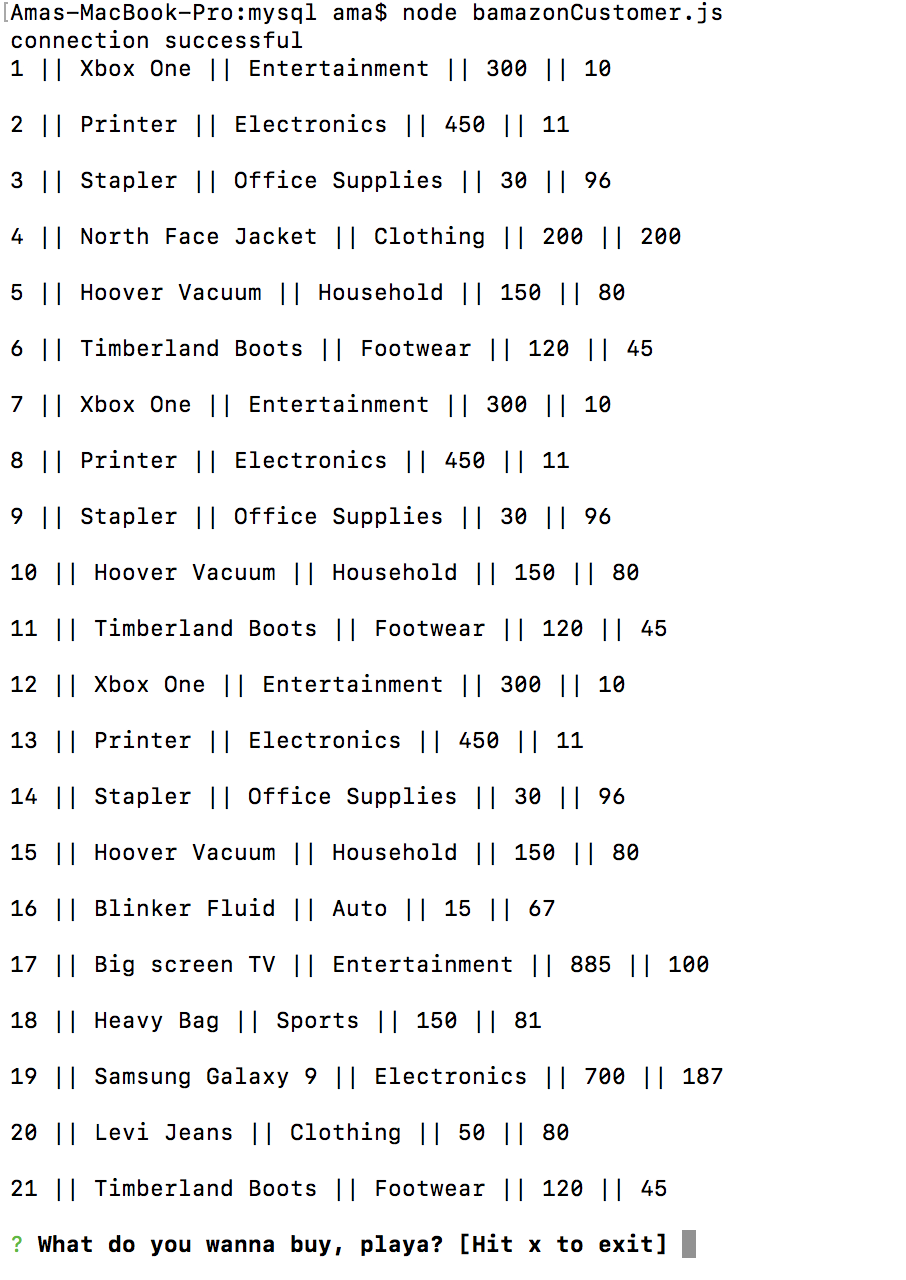 [Amas-MacBook-Pro:mysql ama$ node bamazonCustomer.js
connection successful
1 || Xbox One || Entertainment || 300 || 10
2 || Printer || Electronics || 450 || 11
3 || Stapler || Office Supplies || 30 || 96
4 || North Face Jacket || Clothing || 200 || 200
5 || Hoover Vacuum || Household || 150 || 80
6 || Timberland Boots || Footwear || 120 || 45
7 || Xbox One || Entertainment || 300 || 10
8 || Printer || Electronics || 450 || 11
9 || Stapler || Office Supplies || 30 || 96
10 || Hoover Vacuum || Household || 150 || 80
11 || Timberland Boots || Footwear || 120 || 45
12 || Xbox One || Entertainment || 300 || 10
13 || Printer || Electronics || 450 || 11
14 || Stapler || Office Supplies || 30 || 96
15 || Hoover Vacuum || Household || 150 || 80
16 || Blinker Fluid || Auto || 15 || 67
17 || Big screen TV || Entertainment || 885 || 100
18 || Heavy Bag || Sports || 150 || 81
19 || Samsung Galaxy 9 || Electronics || 700 || 187
20 || Levi Jeans || Clothing || 50 || 80
21 || Timberland Boots || Footwear || 120 || 45
? What do you wanna buy, playa? [Hit x to exit]